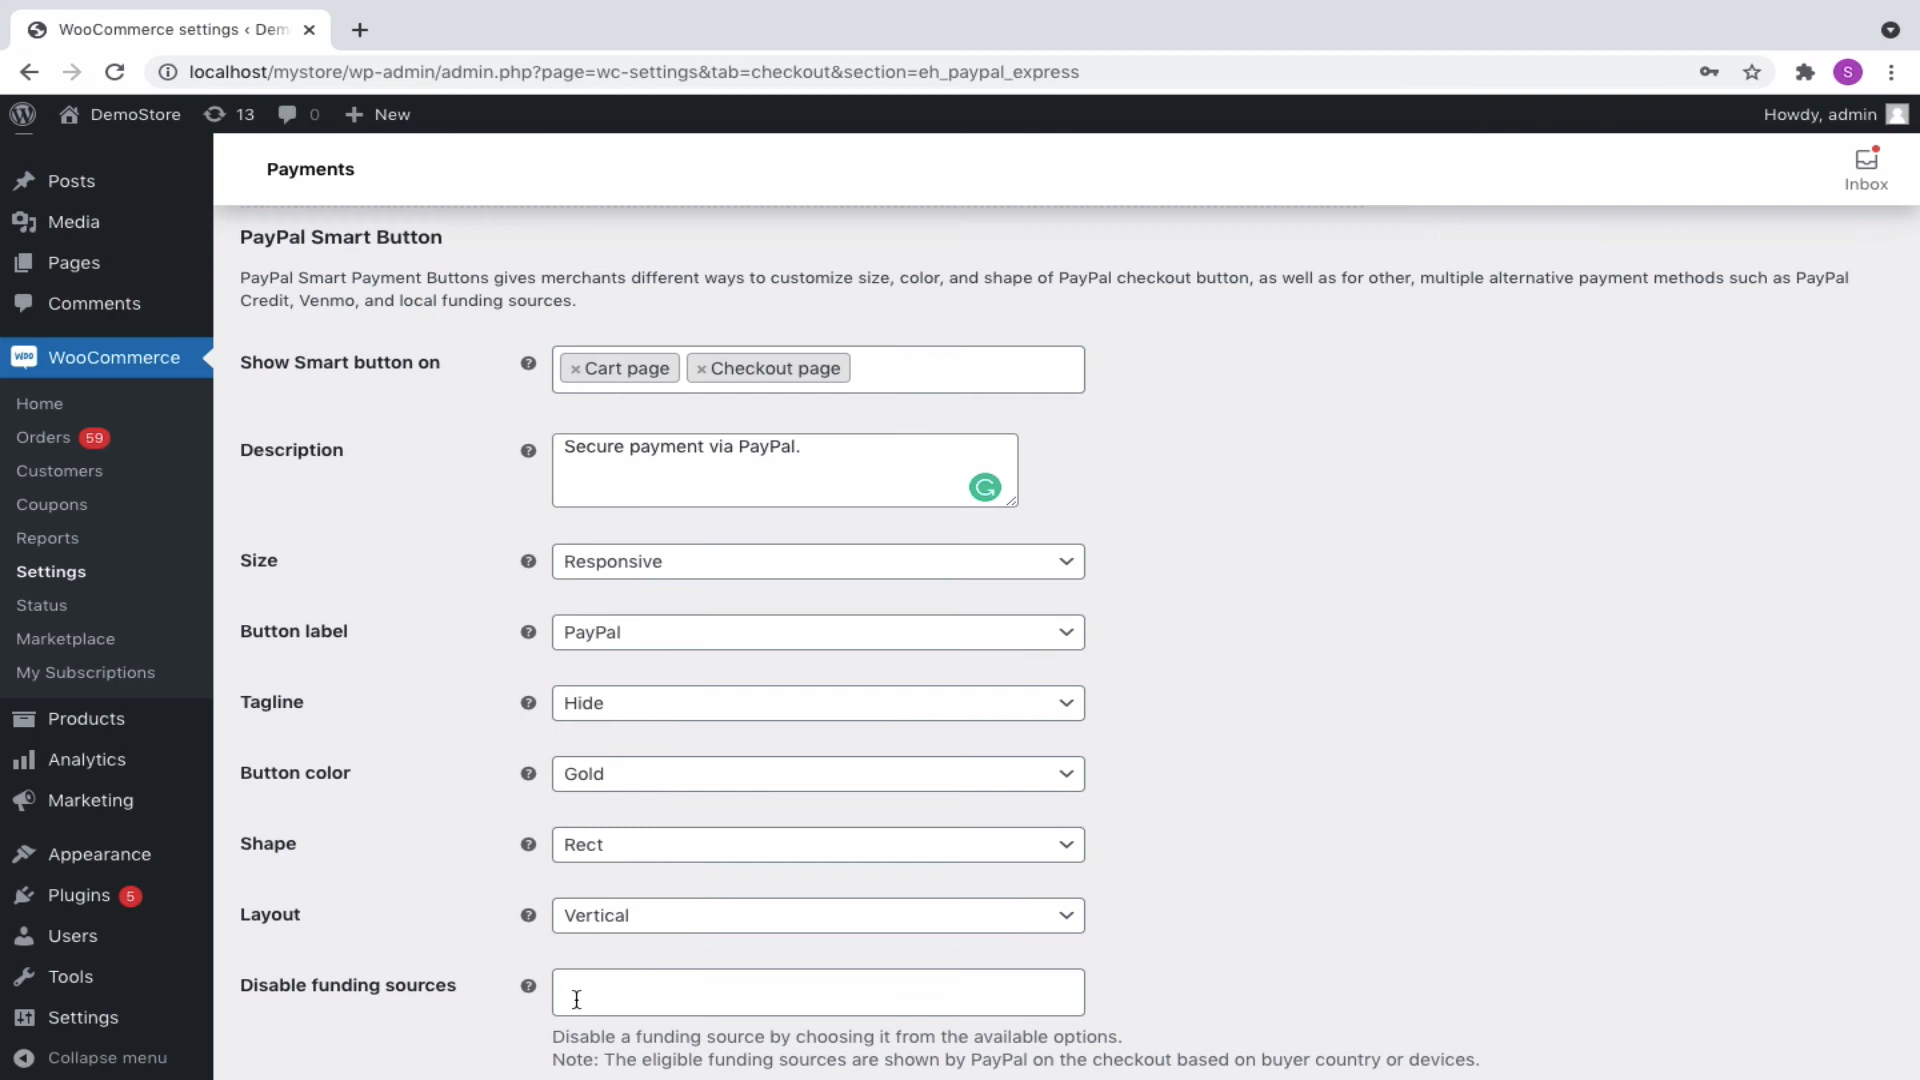 WooCommerce settings ‹ Dem
localhost/mystore/wp-admin/admin.php?page=wc-settings&tab=checkout&section=eh_paypal_express
S
DemoStore 13 0 New
Howdy, admin
Posts
Media
Pages
Comments
WOO WooCommerce
Home
Orders 59
Customers
Coupons
Reports
Settings
Status
Marketplace
My Subscriptions
Products
Analytics
Marketing
Appearance
Plugins 5
Users
Tools
Settings
Collapse menu
Payments
Inbox
PayPal Smart Button
PayPal Smart Payment Buttons gives merchants different ways to customize size, color, and shape of PayPal checkout button, as well as for other, multiple alternative payment methods such as PayPal
Credit, Venmo, and local funding sources.
Show Smart button on ? × Cart page × Checkout page
Description ? Secure payment via PayPal.
Size ? Responsive
Button label ? PayPal
Tagline ? Hide
Button color ? Gold
Shape ? Rect
Layout ? Vertical
Disable funding sources ?
Disable a funding source by choosing it from the available options.
Note: The eligible funding sources are shown by PayPal on the checkout based on buyer country or devices.